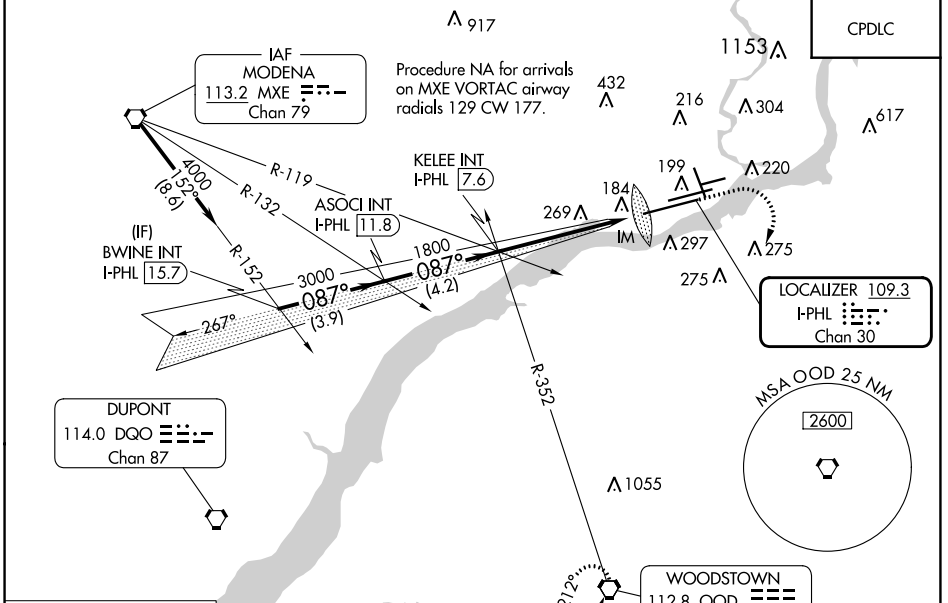 917
CPDLC
1153
IAF
MODENA
113.2 MXE
Chan 79
Procedure NA for arrivals
on MXE VORTAC airway
radials 129 CW 177.
432
216
304
617
4000
152°
(8.6)
R-119
R-132
R-152
KELEE INT
I-PHL 7.6
199
220
184
ASOCI INT
I-PHL 11.8
269
IM
297
275
275
(IF)
BWINE INT
I-PHL 15.7
3000
087°
(3.9)
1800
087°
(4.2)
267°
LOCALIZER 109.3
I-PHL
Chan 30
R-352
MSA OOD 25 NM
2600
DUPONT
114.0 DQO
Chan 87
1055
212°
WOODSTOWN
112.8 OOD